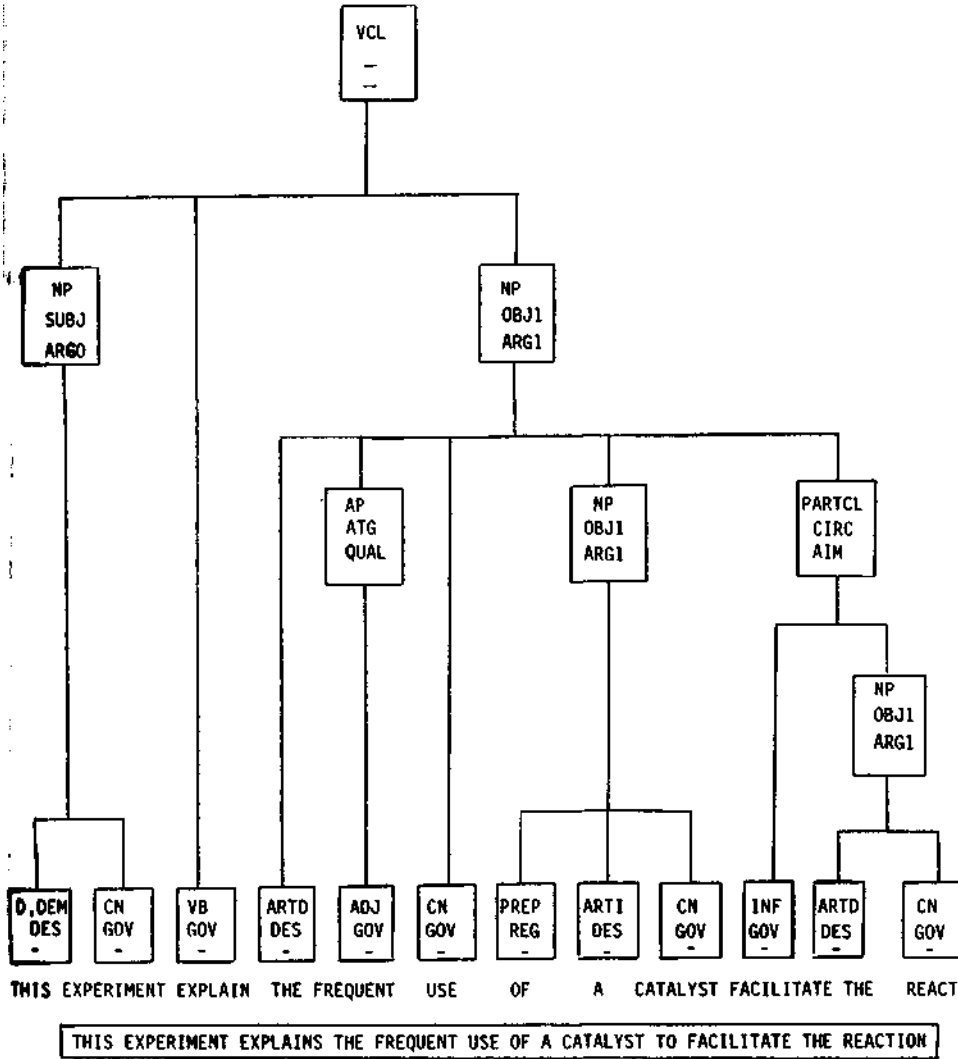 VCL
NP
SUBJ
ARG0
NP
OBJ1
ARG1
AP
ATG
QUAL
NP
OBJ1
ARG1
PARTCL
CIRC
AIM
NP
OBJ1
ARG1
D,DEM
DES
CN
GOV
VB
GOV
ARTD
DES
ADJ
GOV
CN
GOV
PREP
REG
ARTI
DES
CN
GOV
INF
GOV
ARTD
DES
CN
GOV
THIS EXPERIMENT EXPLAIN THE FREQUENT USE OF A CATALYST FACILITATE THE REACT
THIS EXPERIMENT EXPLAINS THE FREQUENT USE OF A CATALYST TO FACILITATE THE REACTION